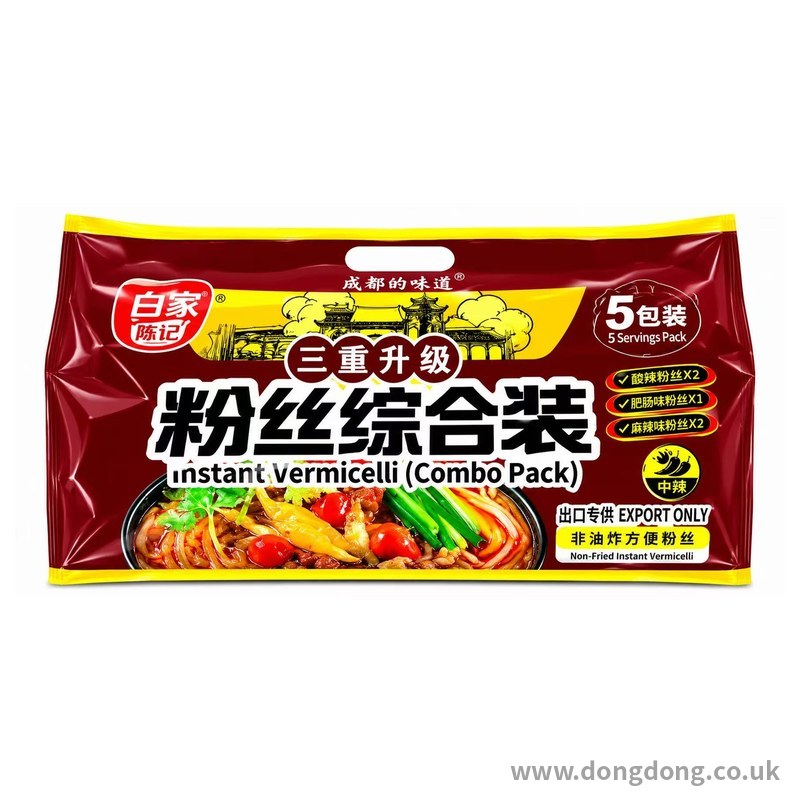 成都的味道®
白家®
陈记
®
5包装
5 Servings Pack
三重升级
粉丝综合装
Instant Vermicelli (Combo Pack)
酸辣粉丝X2
肥肠味粉丝X1
麻辣味粉丝X2
中辣
出口专供 EXPORT ONLY
非油炸方便粉丝
Non-Fried Instant Vermicelli
www.dongdong.co.uk